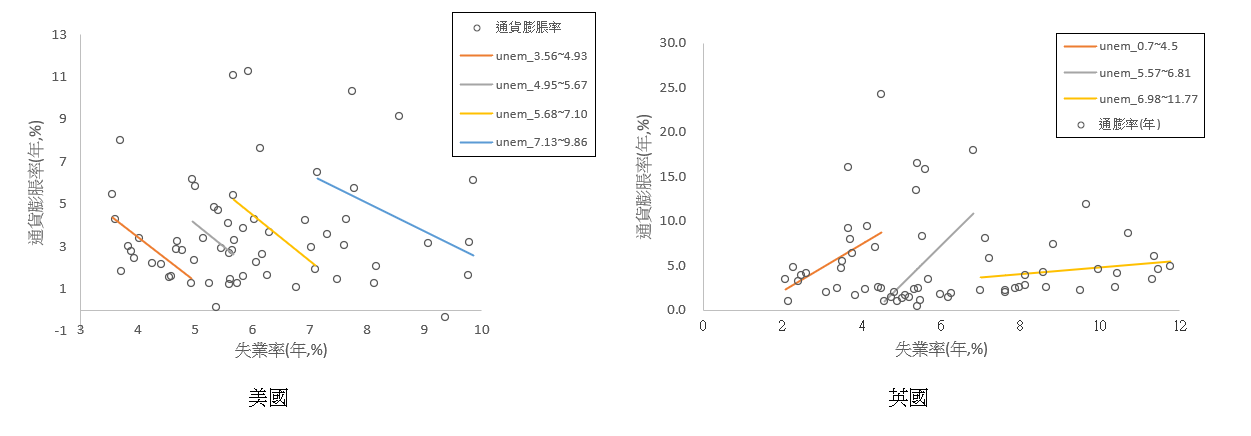 13
11
9
7
5
3
1
-1
3
4
5
6
7
8
9
10
通貨膨脹率(年,%)
失業率(年,%)
通貨膨脹率
unem_3.56~4.93
unem_4.95~5.67
unem_5.68~7.10
unem_7.13~9.86
美國
30.0
25.0
20.0
15.0
10.0
5.0
0.0
0
2
4
6
8
10
12
通貨膨脹率(年,%)
失業率(年,%)
unem_0.7~4.5
unem_5.57~6.81
unem_6.98~11.77
通膨率(年)
英國